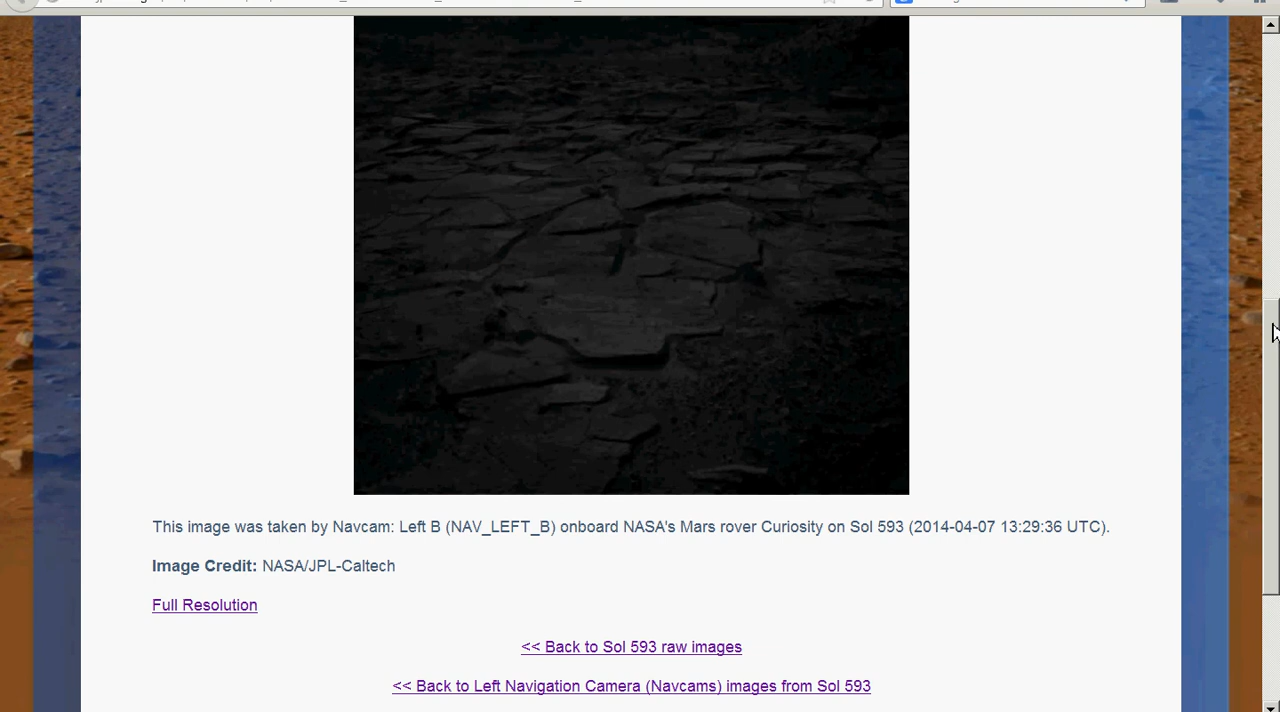 This image was taken by Navcam: Left B (NAV_LEFT_B) onboard NASA's Mars rover Curiosity on Sol 593 (2014-04-07 13:29:36 UTC).
Image Credit: NASA/JPL-Caltech
Full Resolution
<< Back to Sol 593 raw images
<< Back to Left Navigation Camera (Navcams) images from Sol 593